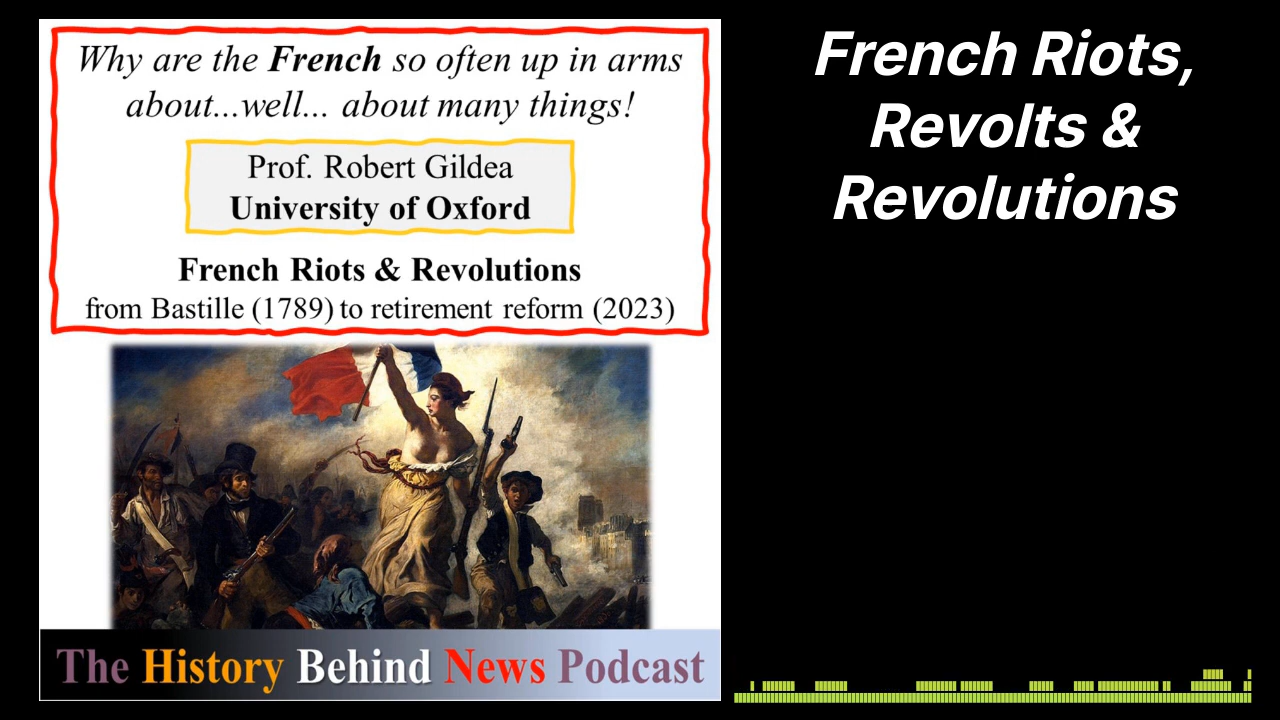 Why are the French so often up in arms
about...well... about many things!
Prof. Robert Gildea
University of Oxford
French Riots & Revolutions
from Bastille (1789) to retirement reform (2023)
The History Behind News Podcast
French Riots,
Revolts &
Revolutions